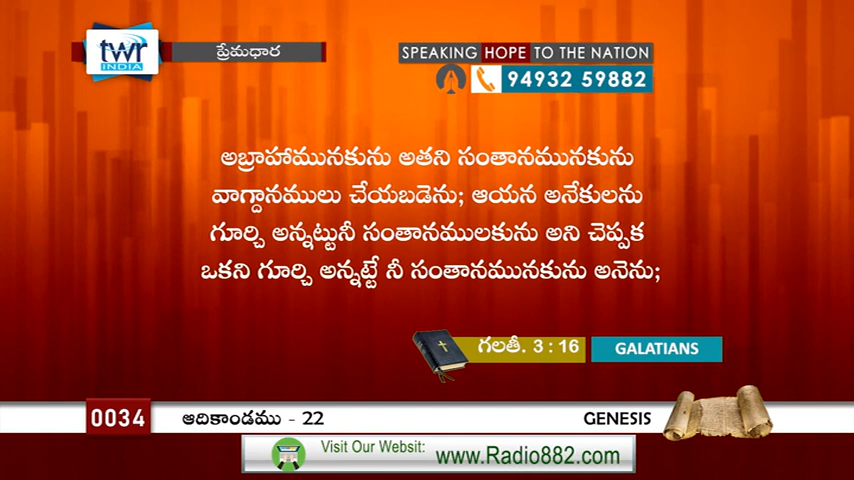 twr
INDIA
ప్రేమధార
SPEAKING HOPE TO THE NATION
94932 59882
అబ్రాహామునకును అతని సంతానమునకును
వాగ్దానములు చేయబడెను; ఆయన అనేకులను
గూర్చి అన్నట్టునీ సంతానములకును అని చెప్పక
ఒకని గూర్చి అన్నట్టే నీ సంతానమునకును అనెను;
గలతీ. 3 : 16
GALATIANS
0034
ఆదికాండము - 22
GENESIS
Visit Our Websit:
www.Radio882.com